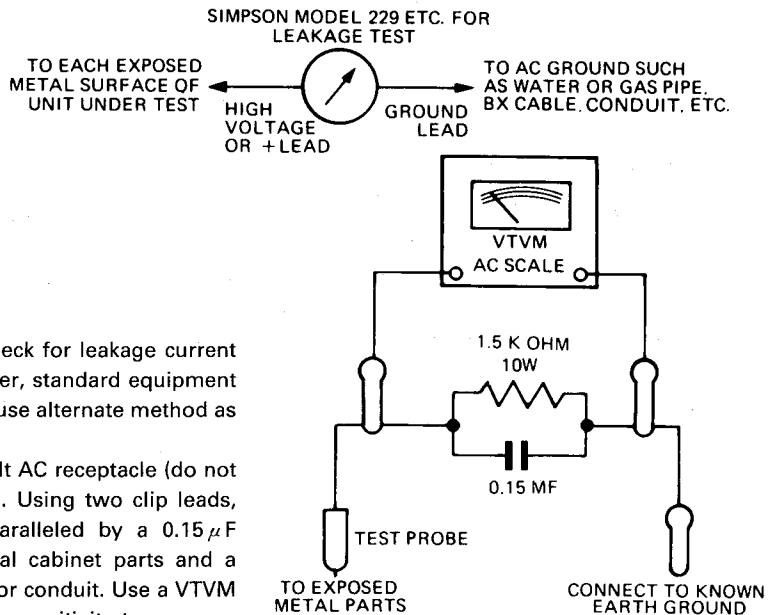 SIMPSON MODEL 229 ETC. FOR
LEAKAGE TEST
TO EACH EXPOSED
METAL SURFACE OF
UNIT UNDER TEST
HIGH
VOLTAGE
OR + LEAD
GROUND
LEAD
TO AC GROUND SUCH
AS WATER OR GAS PIPE,
BX CABLE, CONDUIT, ETC.
VTVM
AC SCALE
1.5 K OHM
10W
0.15 MF
TEST PROBE
TO EXPOSED
METAL PARTS
CONNECT TO KNOWN
EARTH GROUND
eck for leakage current
er, standard equipment
use alternate method as
lt AC receptacle (do not
. Using two clip leads,
aralleled by a 0.15 μF
al cabinet parts and a
or conduit. Use a VTVM